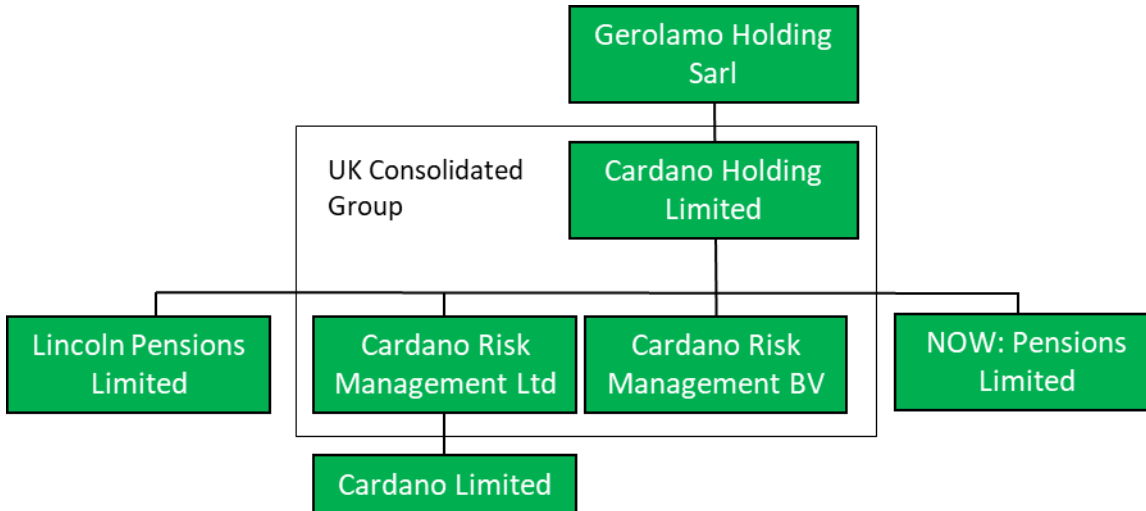 Gerolamo Holding
Sarl
UK Consolidated
Group
Cardano Holding
Limited
Lincoln Pensions
Limited
Cardano Risk
Management Ltd
Cardano Risk
Management BV
NOW: Pensions
Limited
Cardano Limited